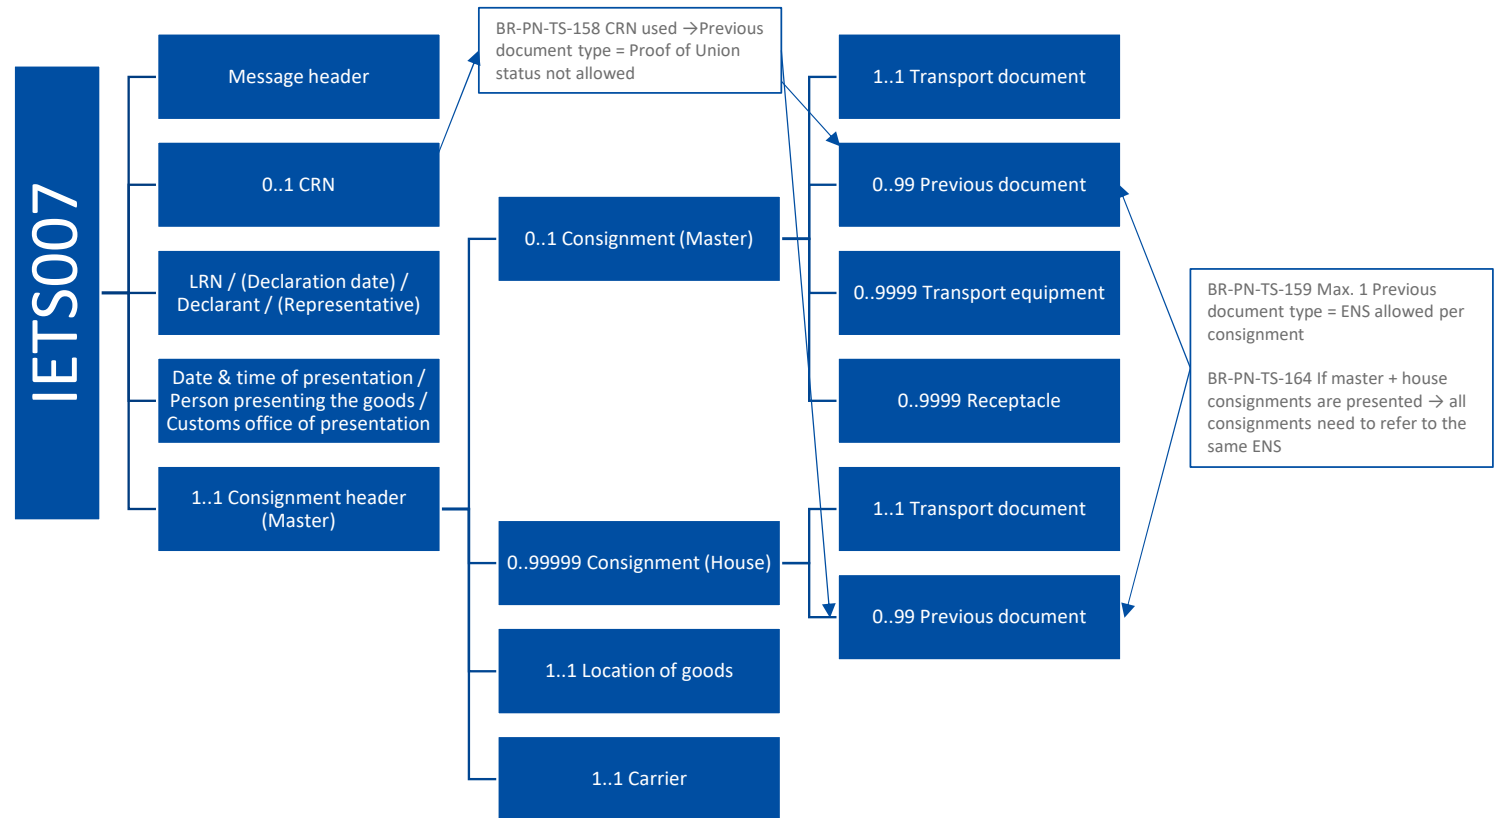 IETS007
Message header
0..1 CRN
LRN / (Declaration date) /
Declarant / (Representative)
Date & time of presentation /
Person presenting the goods /
Customs office of presentation
1..1 Consignment header
(Master)
BR-PN-TS-158 CRN used →Previous
document type = Proof of Union
status not allowed
0..1 Consignment (Master)
0..99999 Consignment (House)
1..1 Location of goods
1..1 Carrier
1..1 Transport document
0..99 Previous document
0..9999 Transport equipment
0..9999 Receptacle
1..1 Transport document
0..99 Previous document
BR-PN-TS-159 Max. 1 Previous
document type = ENS allowed per
consignment
BR-PN-TS-164 If master + house
consignments are presented → all
consignments need to refer to the
same ENS